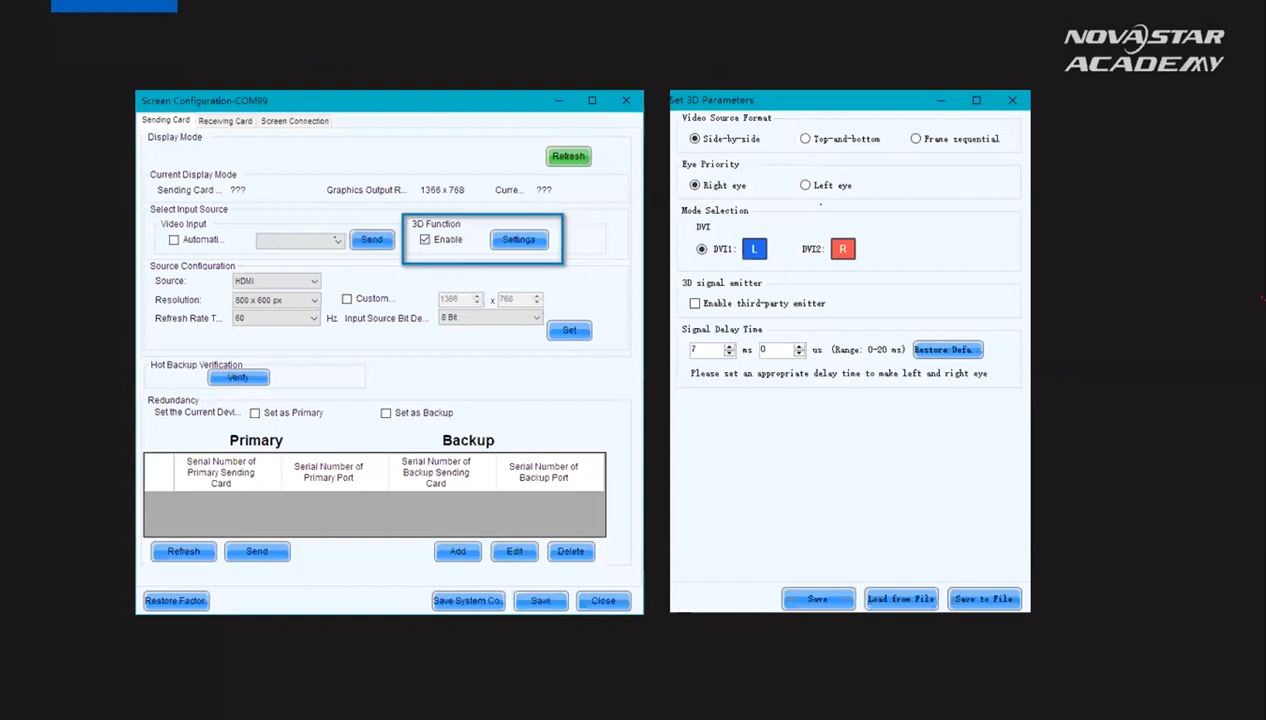 NOVASTAR
ACADEMY
Screen Configuration-COM99
Sending Card Receiving Card Screen Connection
Display Mode
Refresh
Current Display Mode
Sending Card ... ??? Graphics Output R... 1366 x 768 Curre... ???
Select Input Source
Video Input
Automati... Send
3D Function
Enable Settings
Source Configuration
Source: HDMI
Resolution: 800 x 600 px Custom... 1366 x 768
Refresh Rate T... 60 Hz Input Source Bit De... 8 Bit
Set
Hot Backup Verification
Verify
Redundancy
Set the Current Devi... Set as Primary Set as Backup
Primary Backup
Serial Number of Primary Sending Card
Serial Number of Primary Port
Serial Number of Backup Sending Card
Serial Number of Backup Port
Refresh Send Add Edit Delete
Restore Factor. Save System Co. Save Close
Set 3D Parameters
Video Source Format
Side-by-side Top-and-bottom Frame sequential
Eye Priority
Right eye Left eye
Mode Selection
DVI
DVI1: L DVI2: R
3D signal emitter
Enable third-party emitter
Signal Delay Time
7 ms 0 us (Range: 0-20 ms) Restore Defa..
Please set an appropriate delay time to make left and right eye
Save Load from File Save to File